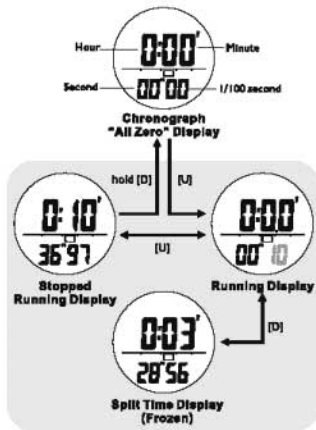 Hour 0:00' Minute
Second 00"00 1/100 second
Chronograph
"All Zero" Display
hold [D] [U]
0:10' 0:00'
36"97 [U] 00"10
Stopped
Running Display
Running Display
0:03' [D]
28"56
Split Time Display
(Frozen)